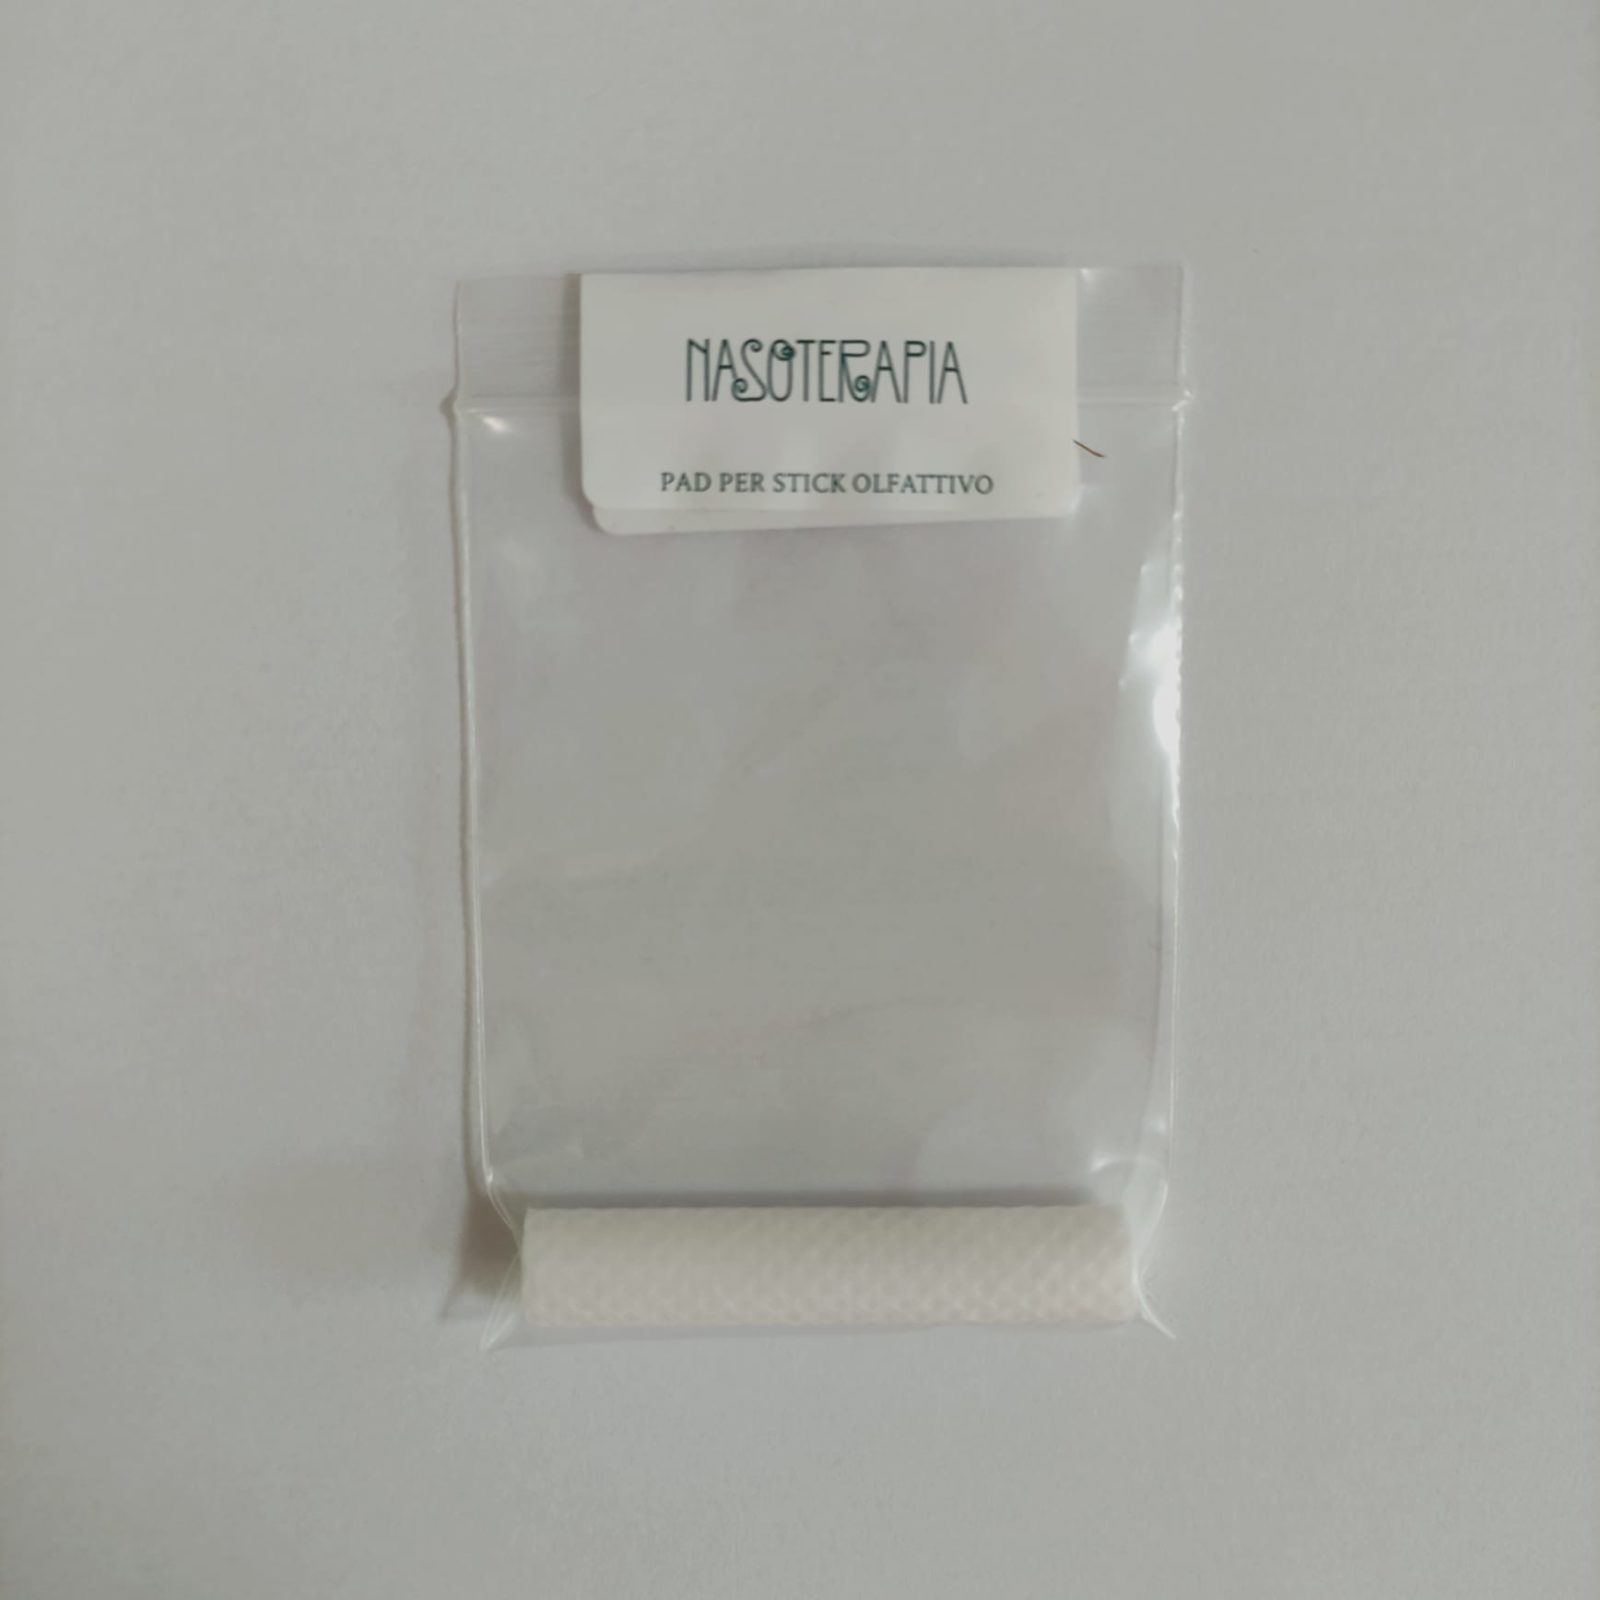 NASOTERAPIA
PAD PER STICK OLFATTIVO